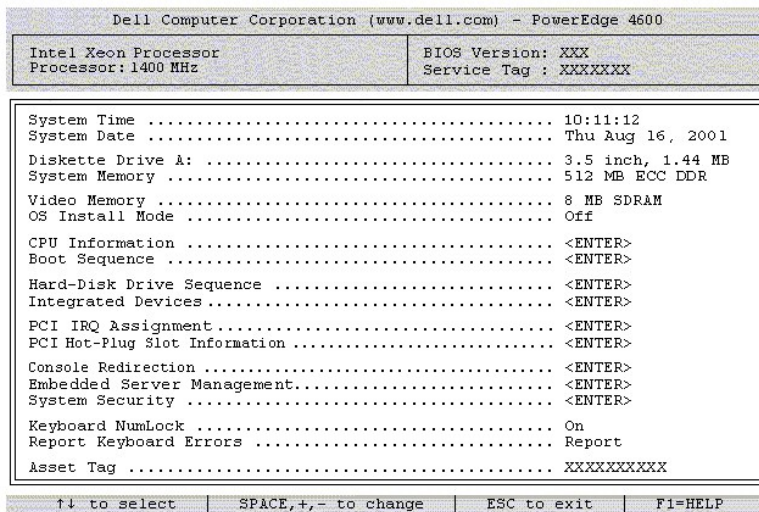 Dell Computer Corporation (www.dell.com) - PowerEdge 4600
Intel Xeon Processor
Processor: 1400 MHz
BIOS Version: XXX
Service Tag : XXXXXXX
System Time ........................................... 10:11:12
System Date ........................................... Thu Aug 16, 2001
Diskette Drive A: ..................................... 3.5 inch, 1.44 MB
System Memory ......................................... 512 MB ECC DDR
Video Memory .......................................... 8 MB SDRAM
OS Install Mode ....................................... Off
CPU Information ....................................... <ENTER>
Boot Sequence ......................................... <ENTER>
Hard-Disk Drive Sequence .............................. <ENTER>
Integrated Devices..................................... <ENTER>
PCI IRQ Assignment..................................... <ENTER>
PCI Hot-Plug Slot Information ............................ <ENTER>
Console Redirection ..................................... <ENTER>
Embedded Server Management............................. <ENTER>
System Security ....................................... <ENTER>
Keyboard NumLock ...................................... On
Report Keyboard Errors ................................ Report
Asset Tag ............................................. XXXXXXXXXX
↑↓ to select | SPACE,+,- to change | ESC to exit | F1=HELP